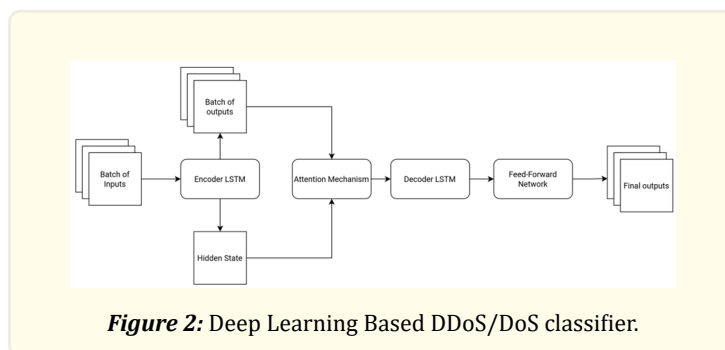 Batch of
outputs
Batch of
Inputs
Encoder LSTM
Attention Mechanism
Decoder LSTM
Feed-Forward
Network
Final outputs
Hidden State
Figure 2: Deep Learning Based DDoS/DoS classifier.